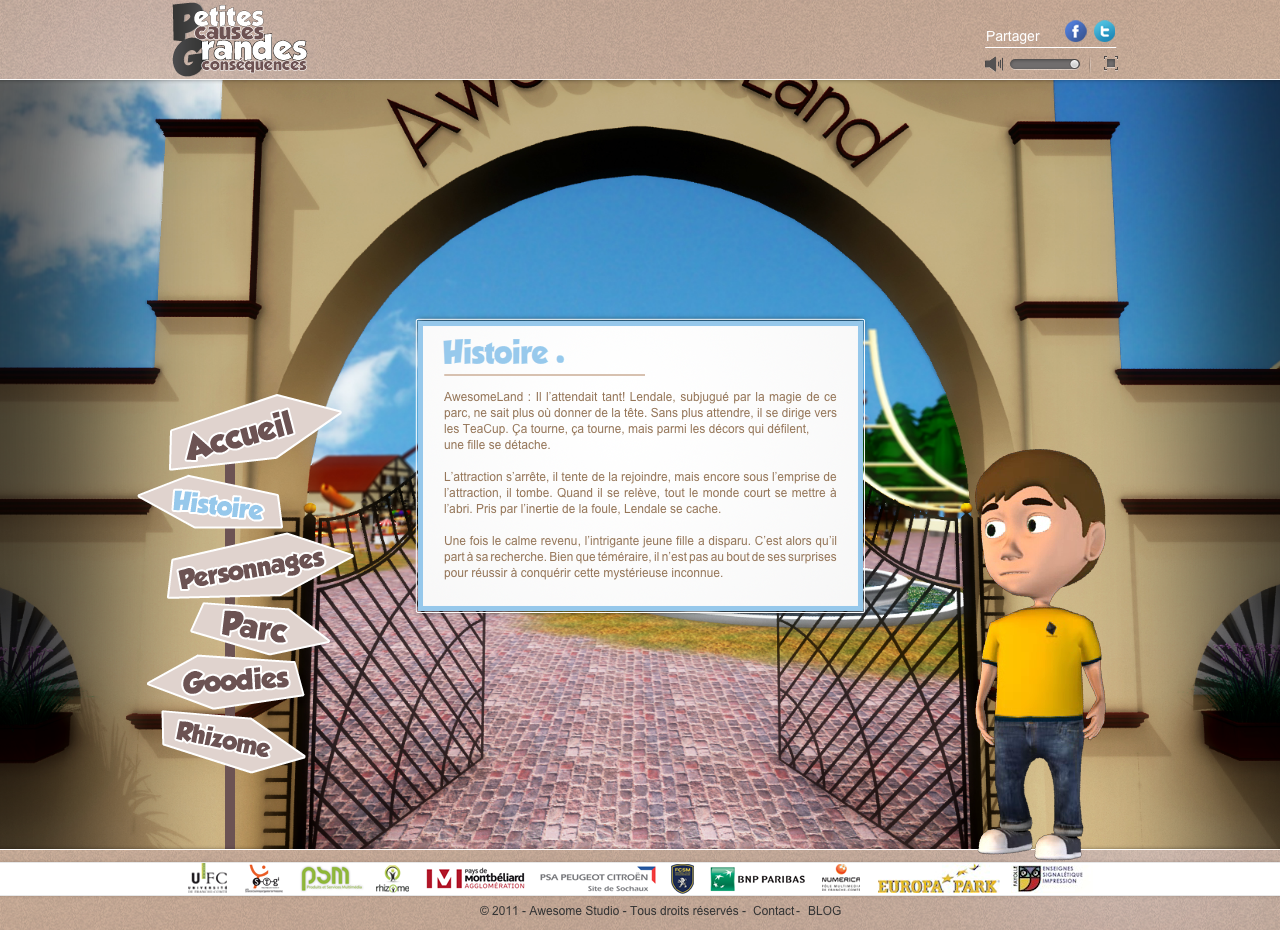 Petites
causes
Grandes
conséquences
Partager
AwesomeLand
Histoire .
AwesomeLand : Il l'attendait tant! Lendale, subjugué par la magie de ce
parc, ne sait plus où donner de la tête. Sans plus attendre, il se dirige vers
les TeaCup. Ça tourne, ça tourne, mais parmi les décors qui défilent,
une fille se détache.
L'attraction s'arrête, il tente de la rejoindre, mais encore sous l'emprise de
l'attraction, il tombe. Quand il se relève, tout le monde court se mettre à
l'abri. Pris par l'inertie de la foule, Lendale se cache.
Une fois le calme revenu, l'intrigante jeune fille a disparu. C'est alors qu'il
part à sa recherche. Bien que téméraire, il n'est pas au bout de ses surprises
pour réussir à conquérir cette mystérieuse inconnue.
Accueil
Histoire
Personnages
Parc
Goodies
Rhizome
UFC
UNIVERSITÉ
DE FRANCHE-COMTÉ
psm
Produits et Services Multimédia
rhizome
pays de
montbéliard
AGGLOMÉRATION
PSA PEUGEOT CITROËN
Site de Sochaux
FCSM
BNP PARIBAS
NUMERICA
PÔLE MULTIMÉDIA
DE FRANCHE-COMTÉ
EUROPA PARK
ENSEIGNES
SIGNALÉTIQUE
IMPRESSION
© 2011 - Awesome Studio - Tous droits réservés - Contact - BLOG